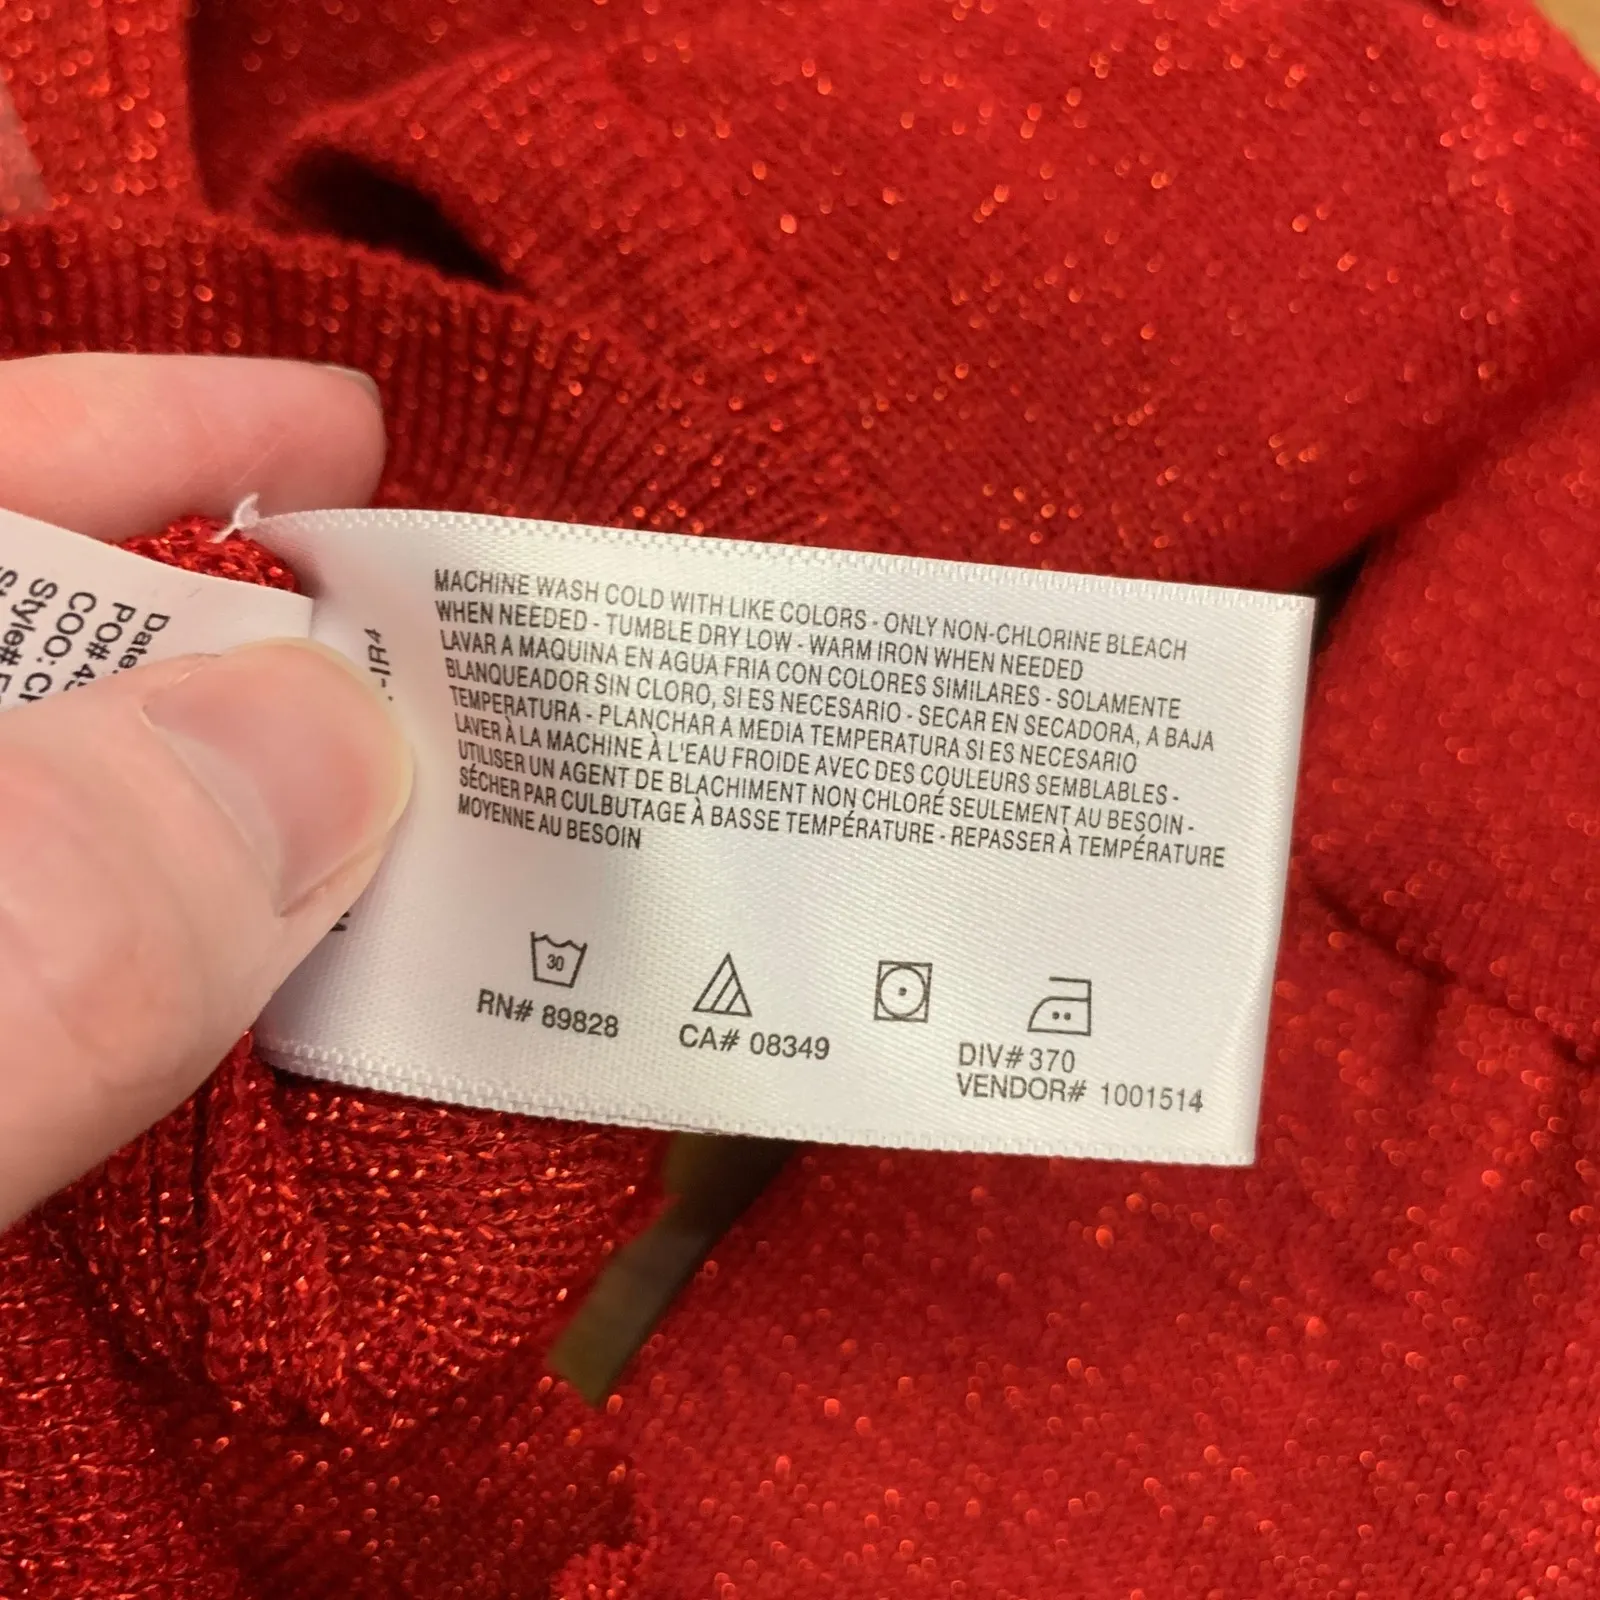 MACHINE WASH COLD WITH LIKE COLORS - ONLY NON-CHLORINE BLEACH
WHEN NEEDED - TUMBLE DRY LOW - WARM IRON WHEN NEEDED
LAVAR A MAQUINA EN AGUA FRIA CON COLORES SIMILARES - SOLAMENTE
BLANQUEADOR SIN CLORO, SI ES NECESARIO - SECAR EN SECADORA, A BAJA
TEMPERATURA - PLANCHAR A MEDIA TEMPERATURA SI ES NECESARIO
LAVER À LA MACHINE À L'EAU FROIDE AVEC DES COULEURS SEMBLABLES -
UTILISER UN AGENT DE BLACHIMENT NON CHLORÉ SEULEMENT AU BESOIN -
SÉCHER PAR CULBUTAGE À BASSE TEMPÉRATURE - REPASSER À TEMPÉRATURE
MOYENNE AU BESOIN
30
RN# 89828
CA# 08349
DIV# 370
VENDOR# 1001514
Date
PO#
COO:
Style#